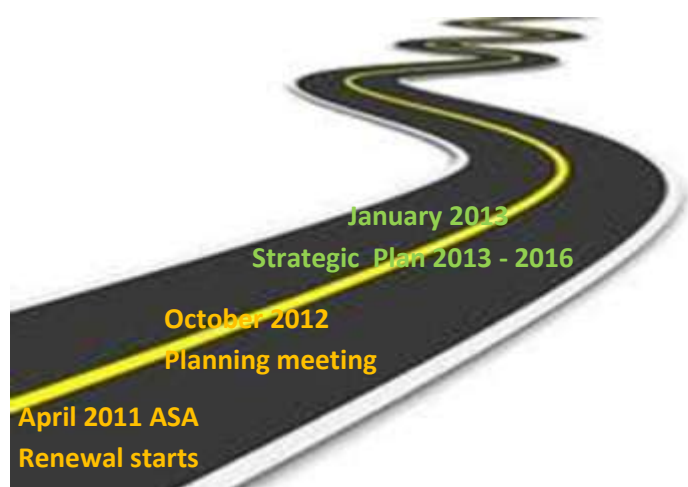 January 2013
Strategic Plan 2013 - 2016
October 2012
Planning meeting
April 2011 ASA
Renewal starts